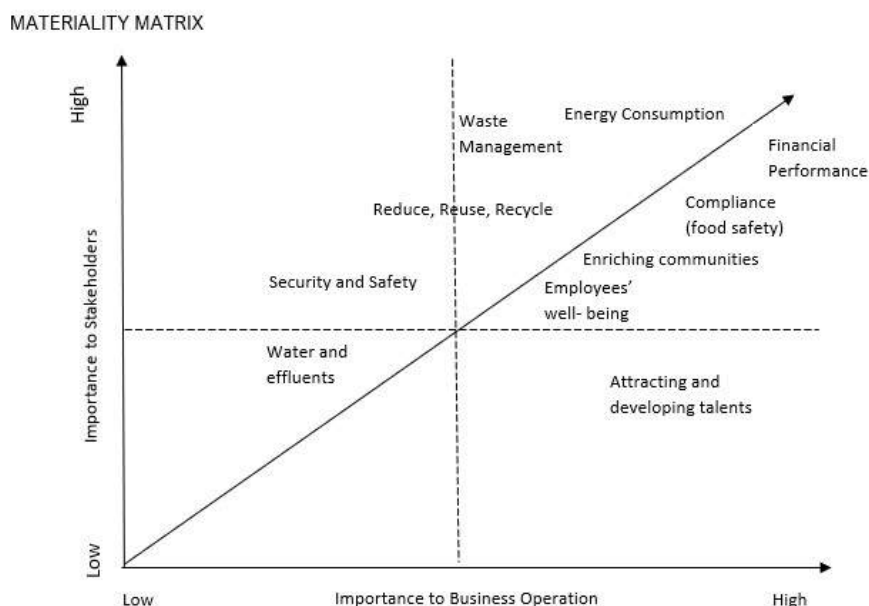 MATERIALITY MATRIX
High
Energy Consumption
Waste
Management
Financial
Performance
Reduce, Reuse, Recycle
Compliance
(food safety)
Enriching communities
Security and Safety
Employees’
well- being
Importance to Stakeholders
Water and
effluents
Attracting and
developing talents
Low
Low
Importance to Business Operation
High